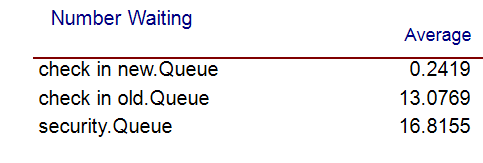 Number Waiting
Average
check in new.Queue 0.2419
check in old.Queue 13.0769
security.Queue 16.8155